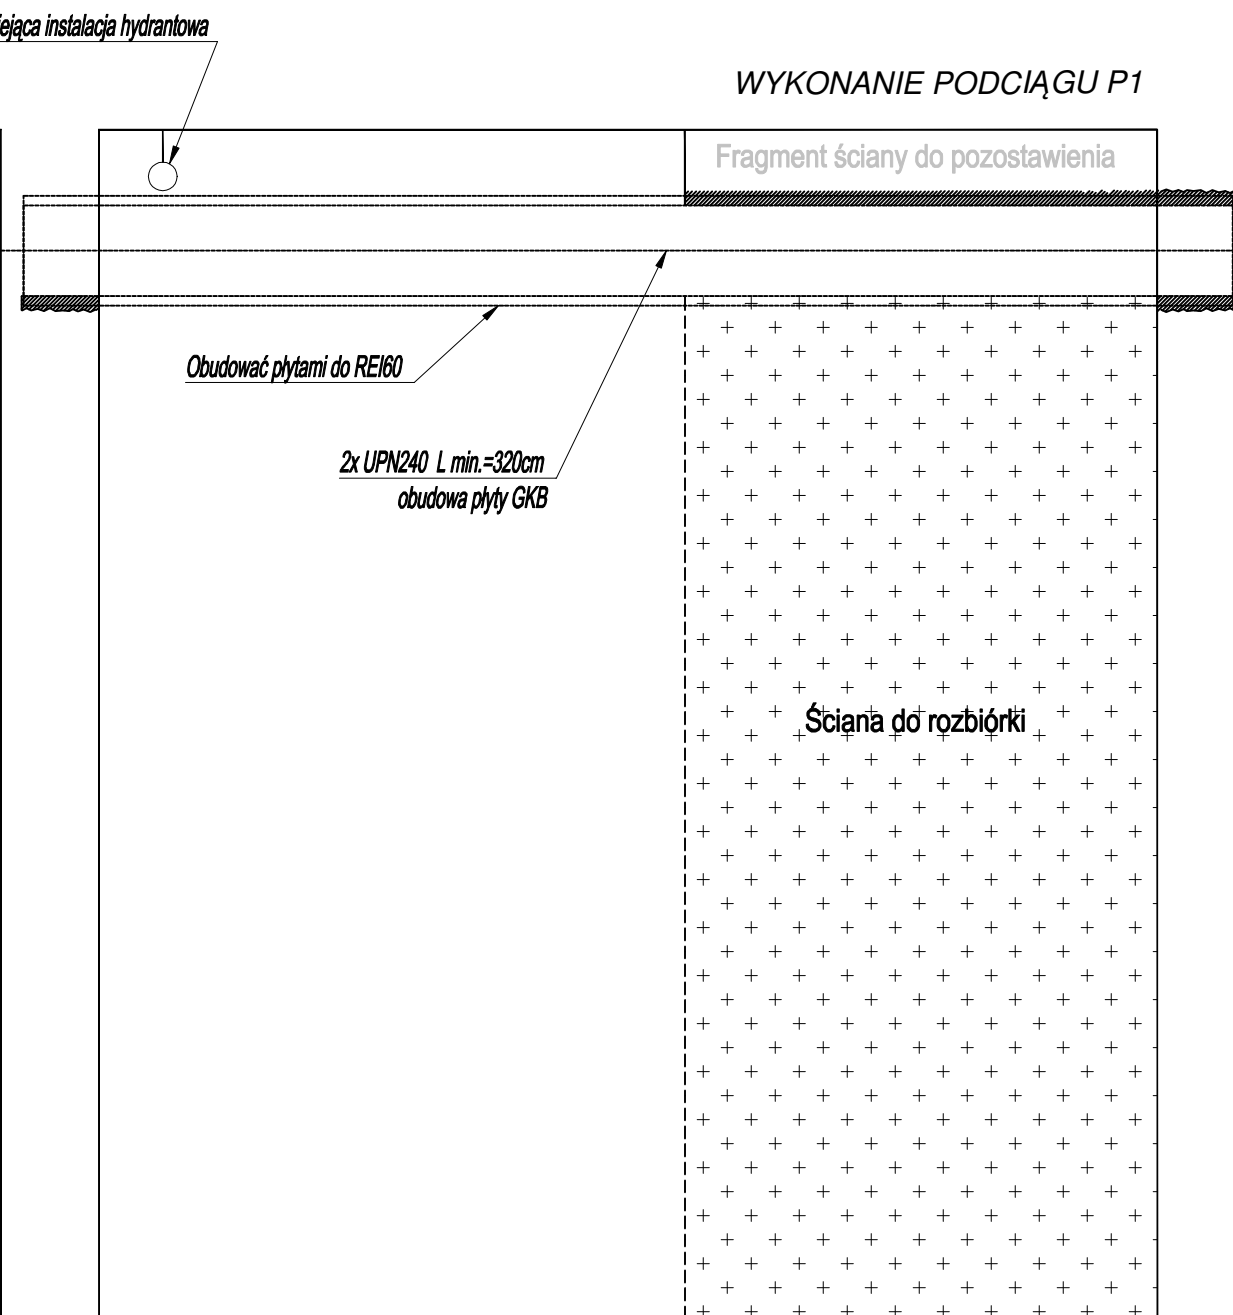 instalacja hydrantowa
WYKONANIE PODCIĄGU P1
Fragment ściany do pozostawienia
Obudować płytami do REI60
2x UPN240 L min.=320cm
obudowa płyty GKB
Ściana do rozbiórki